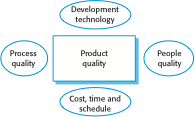 Development
technology
Process
quality
Product
quality
People
quality
Cost, time and
schedule